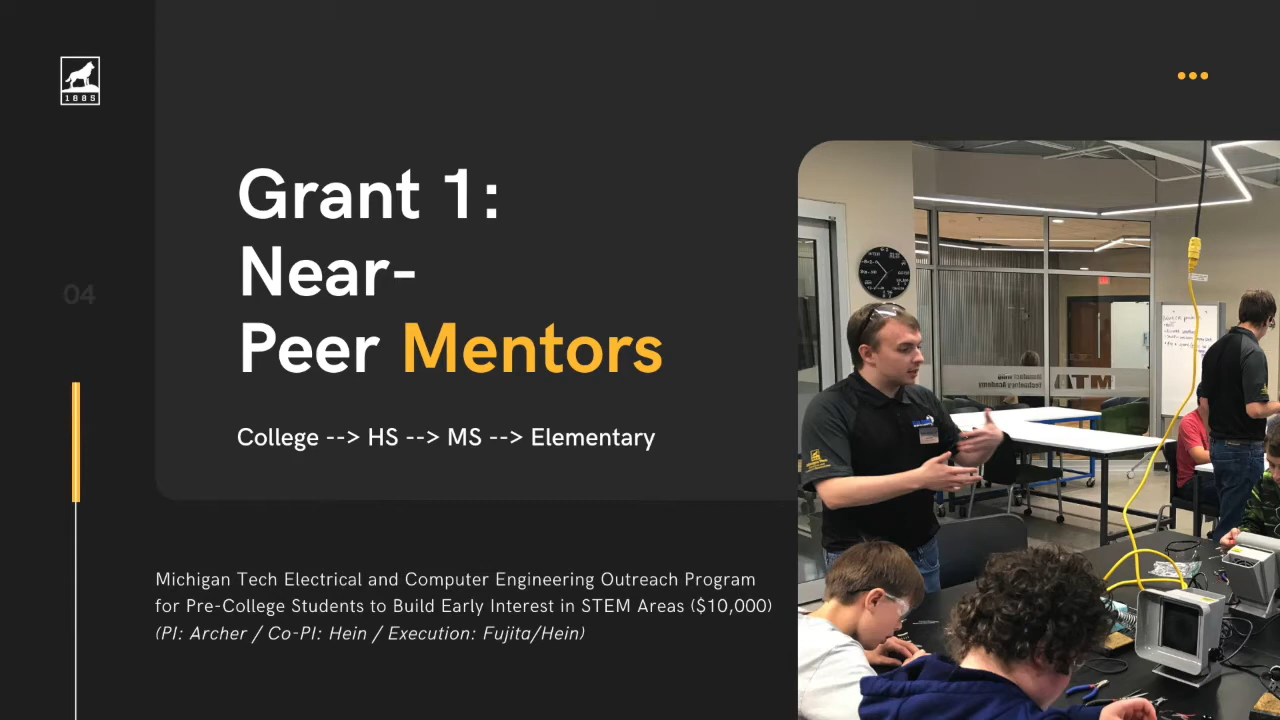 1885
04
Grant 1:
Near-
Peer Mentors
College --> HS --> MS --> Elementary
Michigan Tech Electrical and Computer Engineering Outreach Program
for Pre-College Students to Build Early Interest in STEM Areas ($10,000)
(PI: Archer / Co-PI: Hein / Execution: Fujita/Hein)
MTA